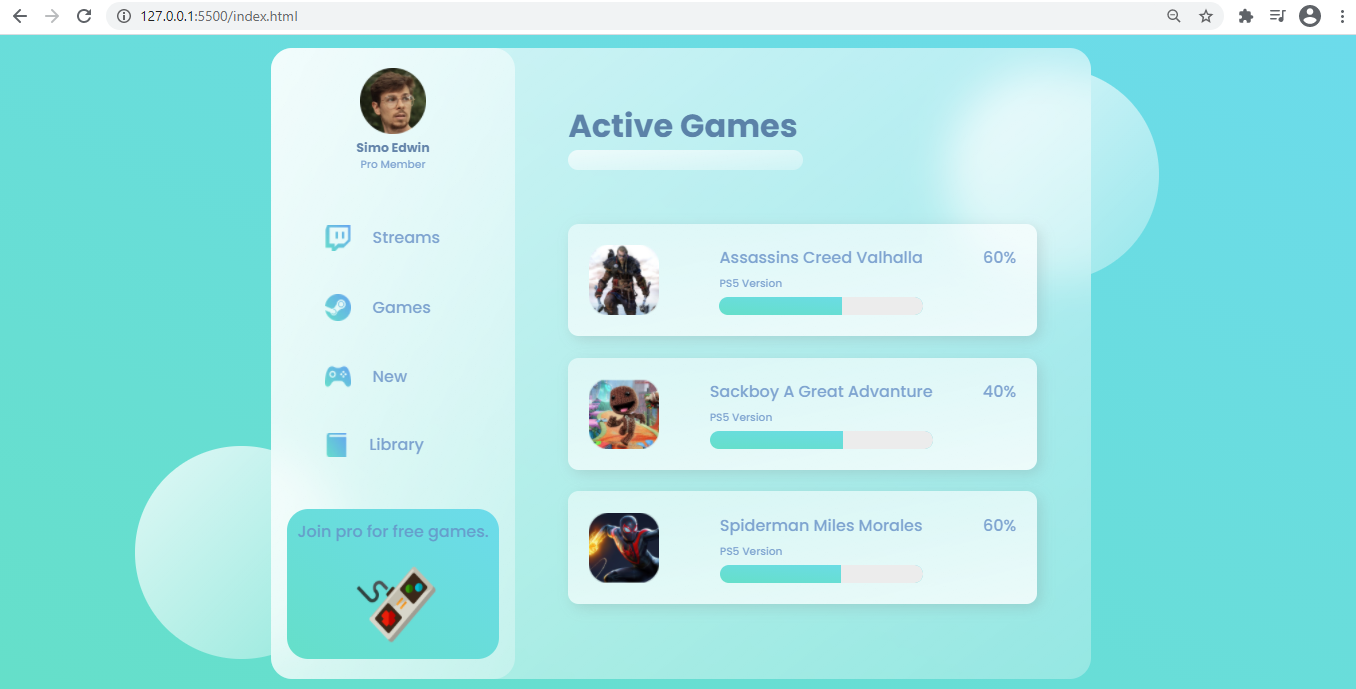 127.0.0.1:5500/index.html
Simo Edwin
Pro Member
Streams
Games
New
Library
Join pro for free games.
Active Games
Assassins Creed Valhalla 60%
PS5 Version
Sackboy A Great Advanture 40%
PS5 Version
Spiderman Miles Morales 60%
PS5 Version